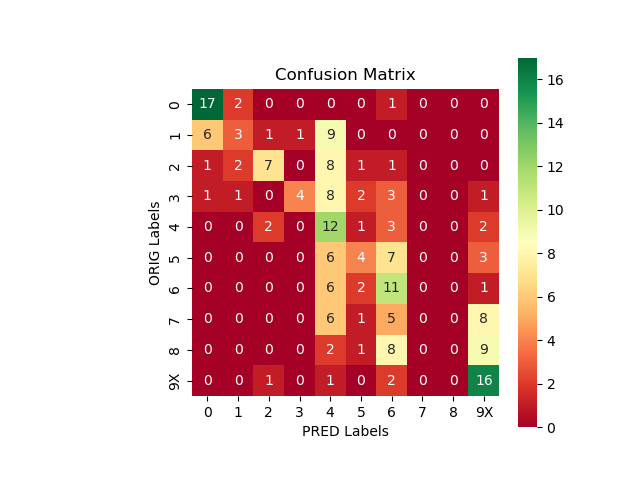 Confusion Matrix
ORIG Labels
0 17 2 0 0 0 0 1 0 0 0
1 6 3 1 1 9 0 0 0 0 0
2 1 2 7 0 8 1 1 0 0 0
3 1 1 0 4 8 2 3 0 0 1
4 0 0 2 0 12 1 3 0 0 2
5 0 0 0 0 6 4 7 0 0 3
6 0 0 0 0 6 2 11 0 0 1
7 0 0 0 0 6 1 5 0 0 8
8 0 0 0 0 2 1 8 0 0 9
9X 0 0 1 0 1 0 2 0 0 16
0 1 2 3 4 5 6 7 8 9X
PRED Labels
16
14
12
10
8
6
4
2
0